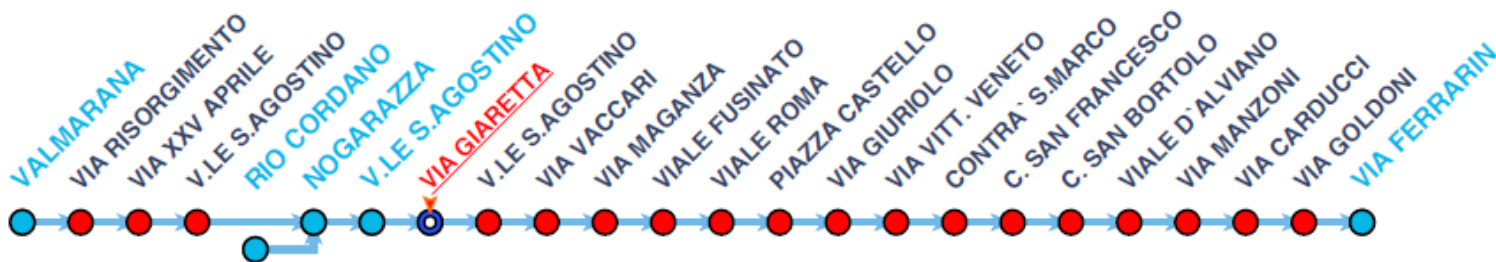 VALMARANA
VIA RISORGIMENTO
VIA XXV APRILE
V.LE S.AGOSTINO
RIO CORDANO
NOGARAZZA
V.LE S.AGOSTINO
VIA GIARETTA
V.LE S.AGOSTINO
VIA VACCARI
VIA MAGANZA
VIALE FUSINATO
VIALE ROMA
PIAZZA CASTELLO
VIA GIURIOLO
VIA VITT. VENETO
CONTRA` S.MARCO
C. SAN FRANCESCO
C. SAN BORTOLO
VIALE D`ALVIANO
VIA MANZONI
VIA CARDUCCI
VIA GOLDONI
VIA FERRARIN